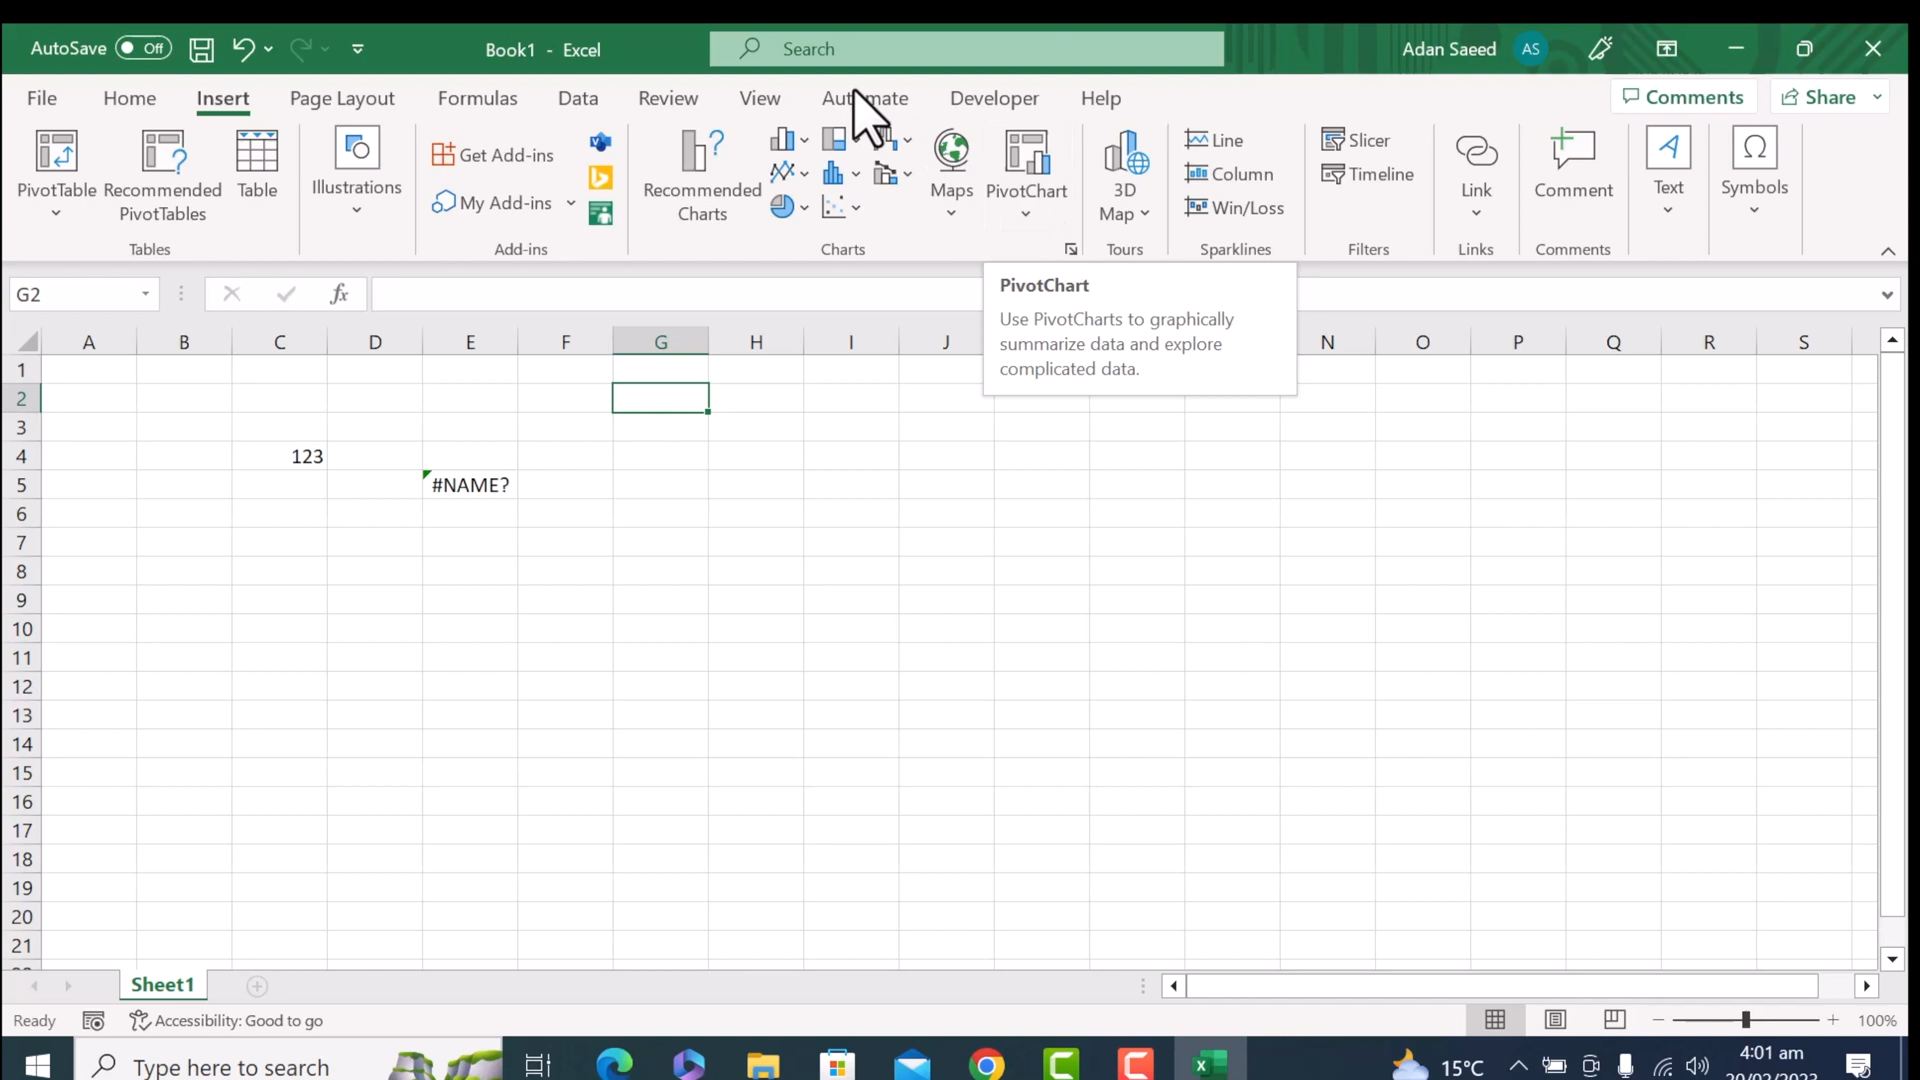 AutoSave Off Book1 - Excel Search Adan Saeed AS
File Home Insert Page Layout Formulas Data Review View Automate Developer Help Comments Share
PivotTable
Recommended
PivotTables
Table
Illustrations
Get Add-ins
My Add-ins
Recommended
Charts
Maps
PivotChart
3D
Map
Line
Column
Win/Loss
Slicer
Timeline
Link
Comment
Text
Symbols
Tables Add-ins Charts Tours Sparklines Filters Links Comments
G2 fx
PivotChart
Use PivotCharts to graphically
summarize data and explore
complicated data.
A B C D E F G H I J N O P Q R S
1
2
3
4 123
5 #NAME?
6
7
8
9
10
11
12
13
14
15
16
17
18
19
20
21
Sheet1
Ready Accessibility: Good to go 100%
Type here to search 15°C 4:01 am
20/02/2023